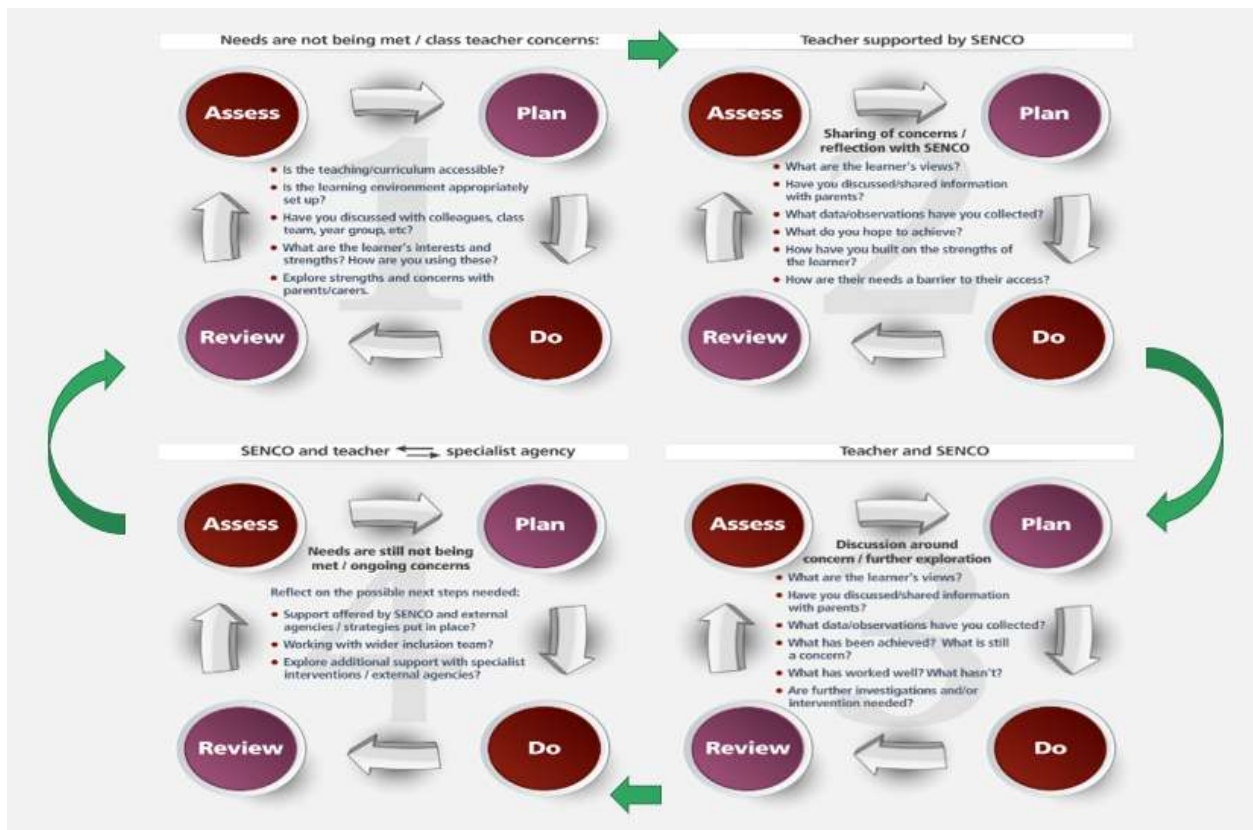 Needs are not being met / class teacher concerns:
Assess
Plan
• Is the teaching/curriculum accessible?
• Is the learning environment appropriately
set up?
• Have you discussed with colleagues, class
team, year group, etc?
• What are the learner's interests and
strengths? How are you using these?
• Explore strengths and concerns with
parents/carers.
1
Review
Do
Teacher supported by SENCO
Assess
Plan
Sharing of concerns /
reflection with SENCO
• What are the learner's views?
• Have you discussed/shared information
with parents?
• What data/observations have you collected?
• What do you hope to achieve?
• How have you built on the strengths of
the learner?
• How are their needs a barrier to their access?
2
Review
Do
SENCO and teacher specialist agency
Assess
Plan
Needs are still not being
met / ongoing concerns
Reflect on the possible next steps needed:
• Support offered by SENCO and external
agencies / strategies put in place?
• Working with wider inclusion team?
• Explore additional support with specialist
interventions / external agencies?
4
Review
Do
Teacher and SENCO
Assess
Plan
Discussion around
concern / further exploration
• What are the learner's views?
• Have you discussed/shared information
with parents?
• What data/observations have you collected?
• What has been achieved? What is still
a concern?
• What has worked well? What hasn't?
• Are further investigations and/or
intervention needed?
3
Review
Do